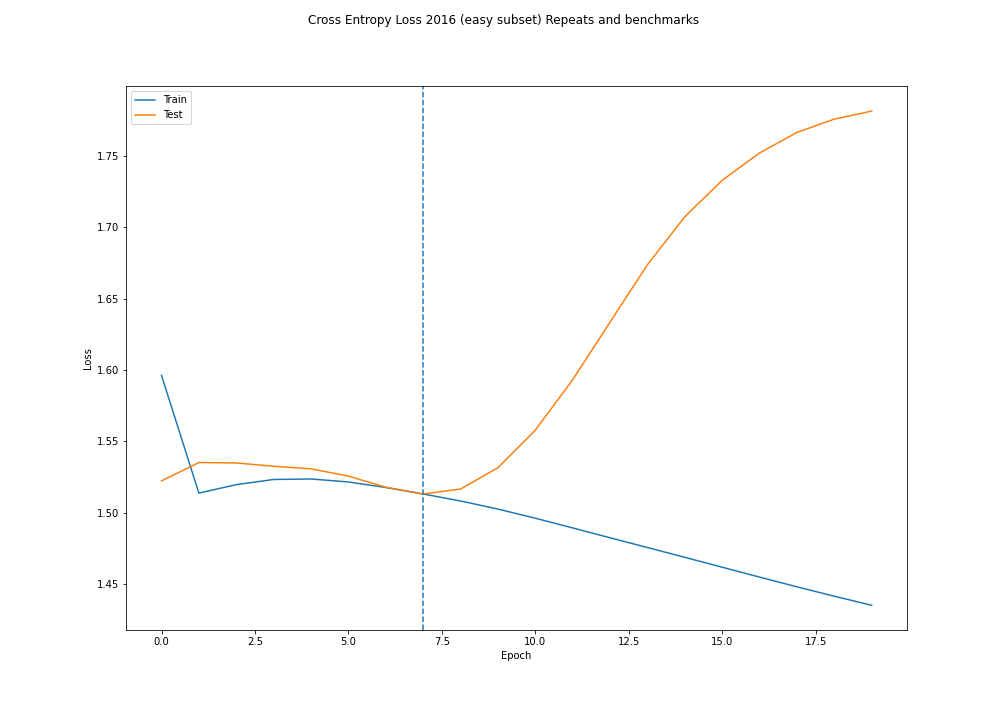 Cross Entropy Loss 2016 (easy subset) Repeats and benchmarks
Train
Test
1.75
1.70
1.65
1.60
1.55
1.50
1.45
Loss
0.0 2.5 5.0 7.5 10.0 12.5 15.0 17.5
Epoch